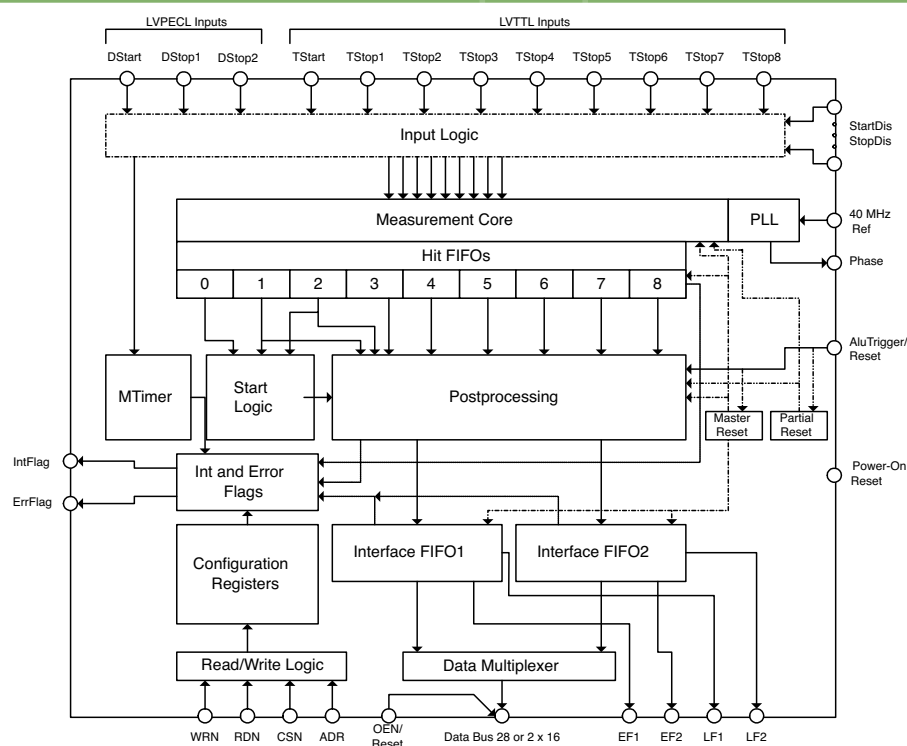 LVPECL Inputs
LVTTL Inputs
DStart DStop1 DStop2 TStart TStop1 TStop2 TStop3 TStop4 TStop5 TStop6 TStop7 TStop8
Input Logic
StartDis
StopDis
Measurement Core
PLL
40 MHz
Ref
Phase
Hit FIFOs
0 1 2 3 4 5 6 7 8
AluTrigger/
Reset
MTimer
Start
Logic
Postprocessing
Master
Reset
Partial
Reset
IntFlag
Int and Error
Flags
Power-On
Reset
ErrFlag
Configuration
Registers
Interface FIFO1
Interface FIFO2
Read/Write Logic
Data Multiplexer
WRN RDN CSN ADR
OEN/
Reset
Data Bus 28 or 2 x 16
EF1 EF2 LF1 LF2